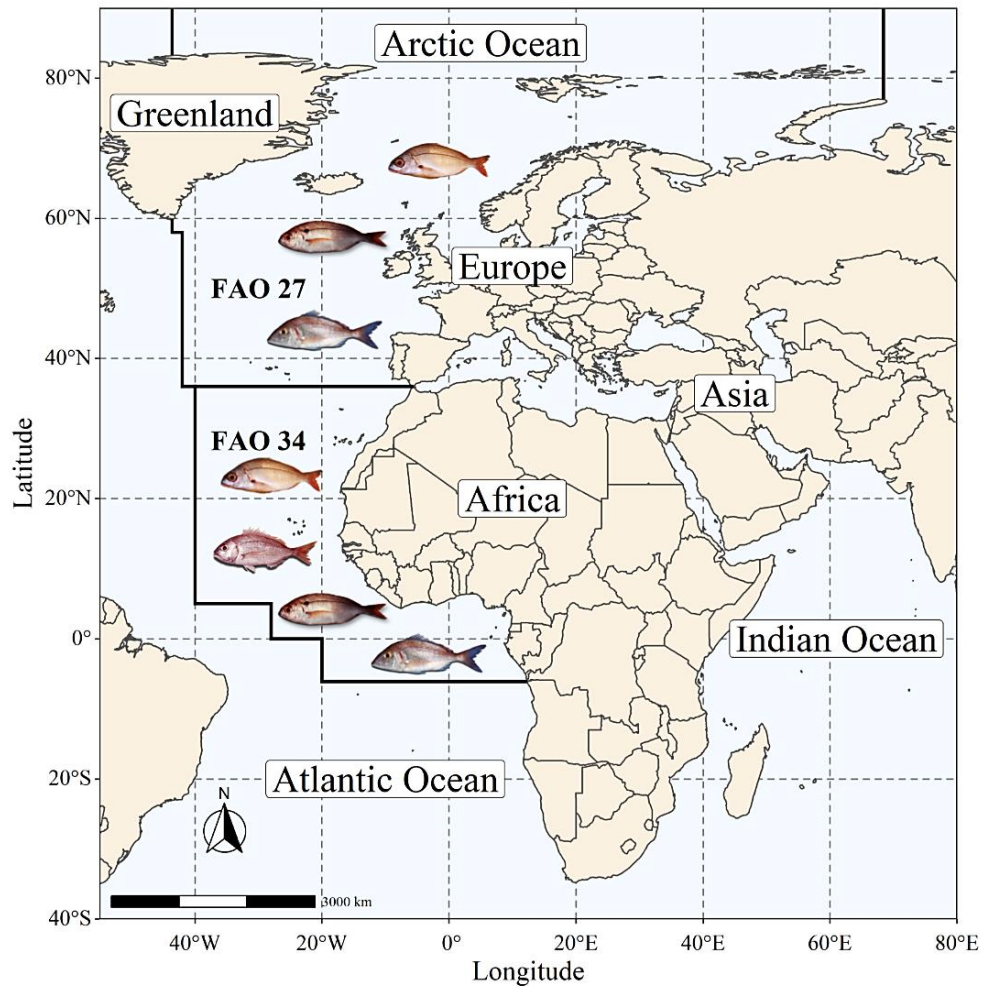 Arctic Ocean
80°N
Greenland
60°N
Europe
FAO 27
40°N
Asia
FAO 34
Latitude
20°N
Africa
0°
Indian Ocean
20°S
Atlantic Ocean
N
3000 km
40°S
40°W
20°W
0°
20°E
40°E
60°E
80°E
Longitude